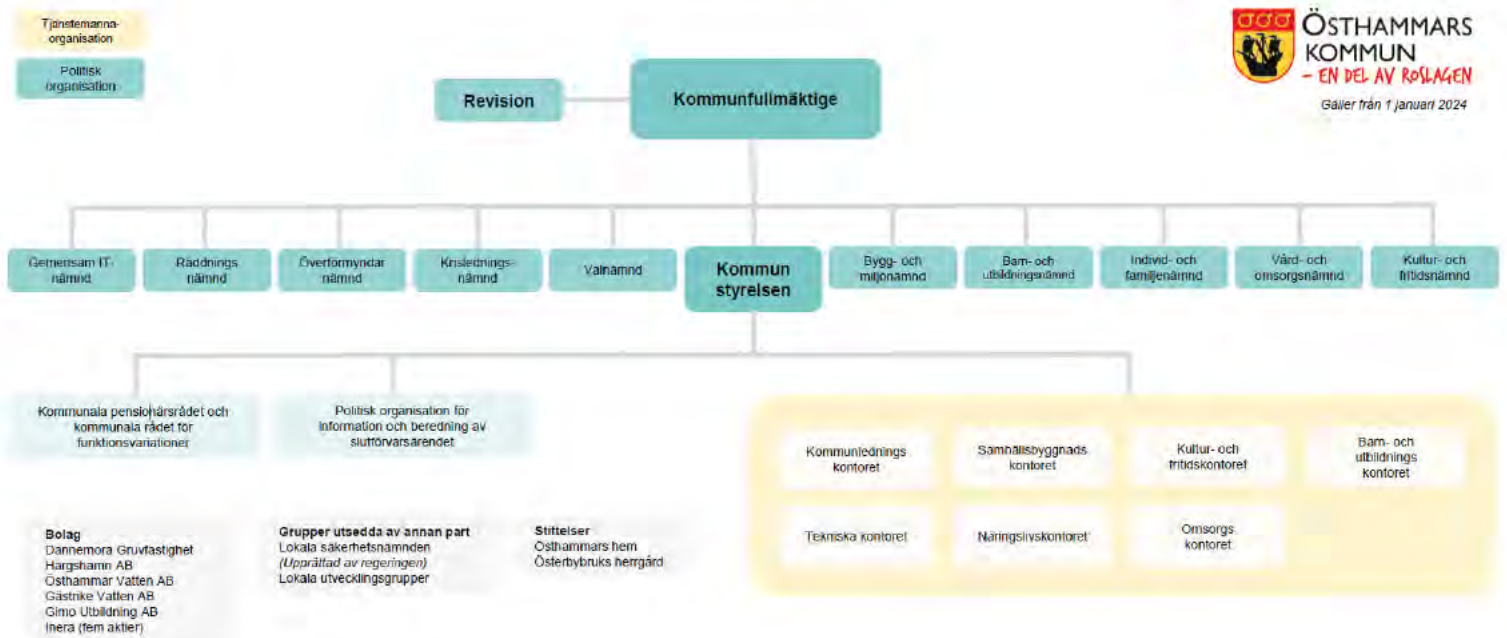 Tjänstemanna-
organisation
Politisk
organisation
ÖSTHAMMARS
KOMMUN
– EN DEL AV ROSLAGEN
Gäller från 1 januari 2024
Revision
Kommunfullmäktige
Gemensam IT-
nämnd
Räddnings
nämnd
Överförmyndar
nämnd
Krislednings-
nämnd
Valnämnd
Kommun
styrelsen
Bygg- och
miljönämnd
Barn- och
utbildningsnämnd
Individ- och
familjenämnd
Vård- och
omsorgsnämnd
Kultur- och
fritidsnämnd
Kommunala pensionärsrådet och
kommunala rådet för
funktionsvariationer
Politisk organisation för
information och beredning av
slutförvarsärendet
Kommunlednings
kontoret
Samhällsbyggnads
kontoret
Kultur- och
fritidskontoret
Barn- och
utbildnings
kontoret
Tekniska kontoret
Näringslivskontoret
Omsorgs
kontoret
Bolag
Dannemora Gruvfastighet
Hargshamn AB
Östhammar Vatten AB
Gästrike Vatten AB
Gimo Utbildning AB
Inera (fem aktier)
Grupper utsedda av annan part
Lokala säkerhetsnämnden
(Upprättad av regeringen)
Lokala utvecklingsgrupper
Stiftelser
Östhammars hem
Österbybruks herrgård